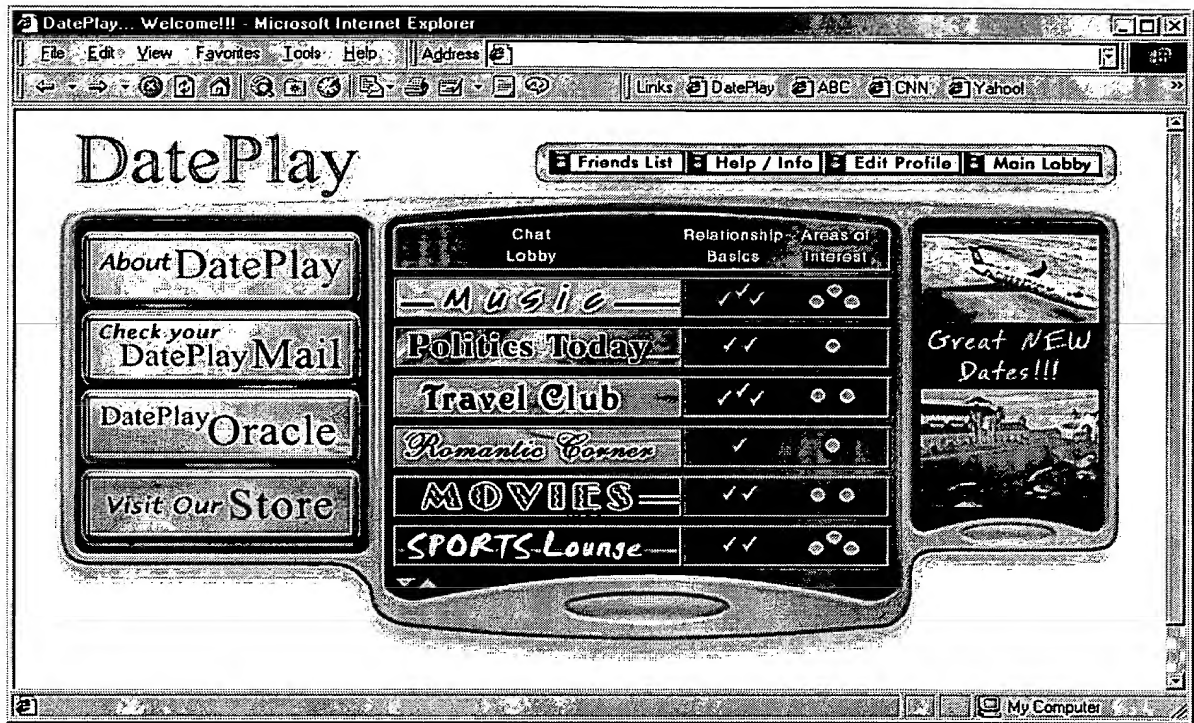 DatePlay... Welcome!!! - Microsoft Internet Explorer
File Edit View Favorites Tools Help Address
Links DatePlay ABC CNN Yahoo!
DatePlay
Friends List Help / Info Edit Profile Main Lobby
About DatePlay
Check your
DatePlay Mail
DatePlay Oracle
Visit Our Store
Chat
Lobby
Relationship
Basics
Areas of
Interest
Music
Politics Today
Travel Club
Romantic Corner
MOVIES
SPORTS Lounge
Great NEW
Dates!!!
My Computer